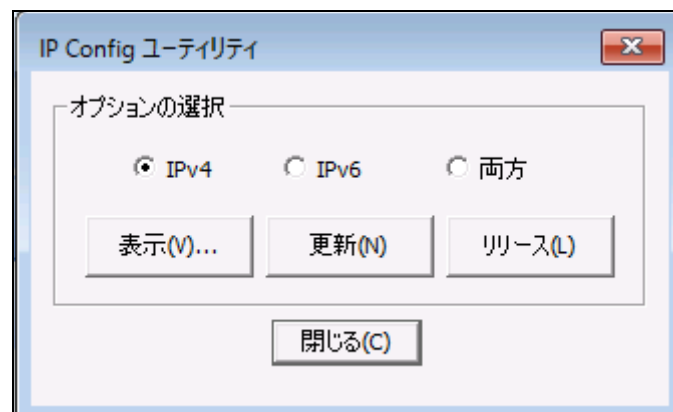 IP Config ユーティリティ
オプションの選択
IPv4 IPv6 両方
表示(V)... 更新(N) リリース(L)
閉じる(C)